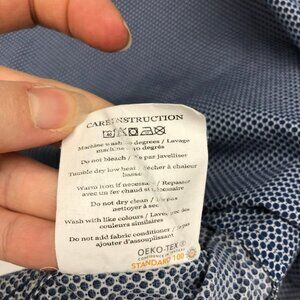 CARE INSTRUCTION
Machine wash 30 degrees / Lavage
machine 30 degrés
Do not bleach / Ne par javelliser
Tumble dry low heat / Sécher à chaleur
basse
Warm iron if necessary / Repasser
avec un fer chaud si nécessaire
Do not dry clean / Ne pas
nettoyer à sec
Wash with like colours / Laver avec des
couleurs similaires
Do not add fabric conditioner / Ne pas
ajouter d'assouplissant
OEKO-TEX®
STANDARD 100